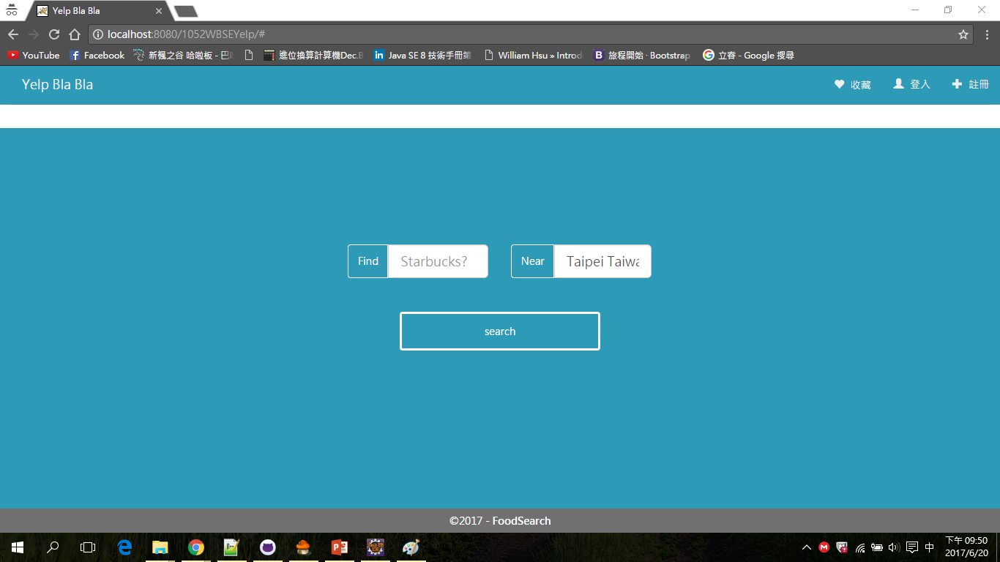 Yelp Bla Bla
localhost:8080/1052WBSEYelp/#
YouTube Facebook 新楓之谷 哈啦板 - 巴 進位換算計算機Dec.B Java SE 8 技術手冊第 William Hsu » Introd 旅程開始 · Bootstrap 立春 - Google 搜尋
Yelp Bla Bla 收藏 登入 註冊
Find Starbucks? Near Taipei Taiwa
search
©2017 - FoodSearch
中 下午 09:50
2017/6/20